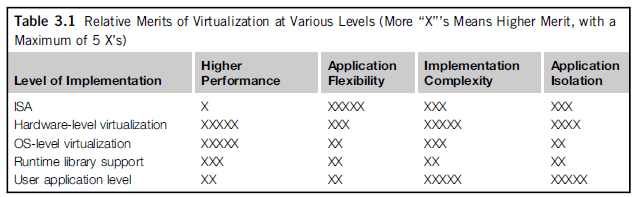 Table 3.1 Relative Merits of Virtualization at Various Levels (More “X”’s Means Higher Merit, with a
Maximum of 5 X’s)
Level of Implementation Higher Performance Application Flexibility Implementation Complexity Application Isolation
ISA X XXXXX XXX XXX
Hardware-level virtualization XXXXX XXX XXXXX XXXX
OS-level virtualization XXXXX XX XXX XX
Runtime library support XXX XX XX XX
User application level XX XX XXXXX XXXXX